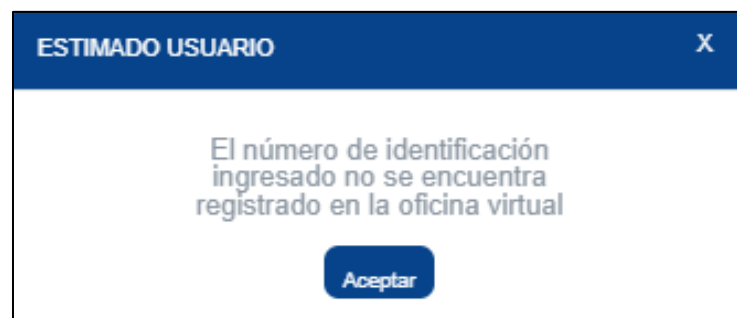 ESTIMADO USUARIO X
El número de identificación
ingresado no se encuentra
registrado en la oficina virtual
Aceptar